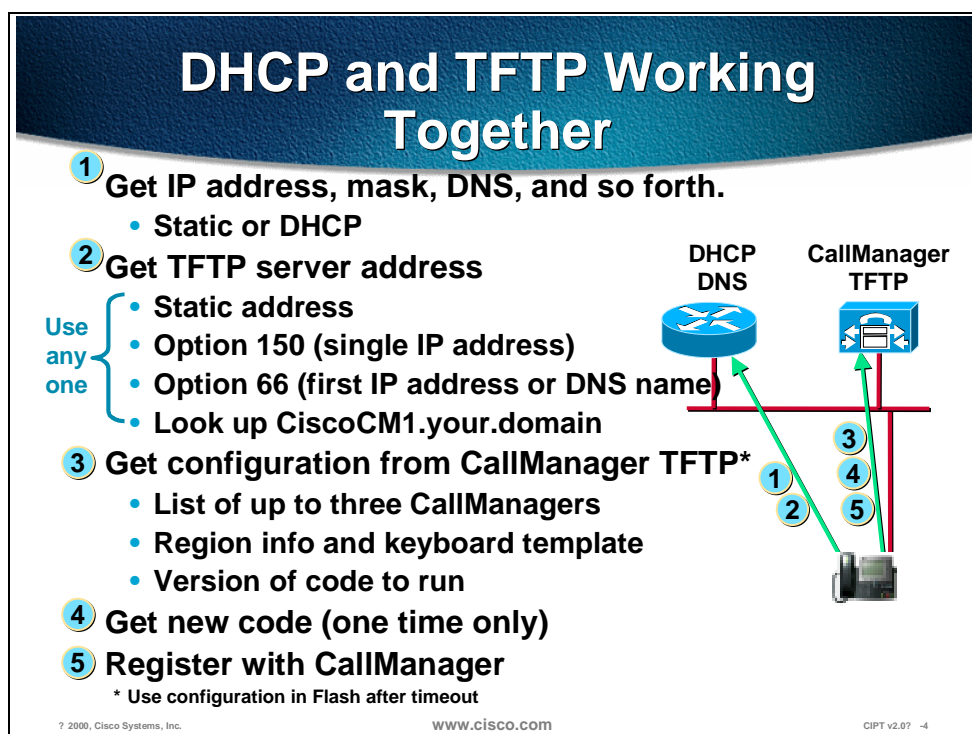 DHCP and TFTP Working
Together
1
Get IP address, mask, DNS, and so forth.
• Static or DHCP
2
Get TFTP server address
Use
any
one
• Static address
• Option 150 (single IP address)
• Option 66 (first IP address or DNS name)
• Look up CiscoCM1.your.domain
3
Get configuration from CallManager TFTP*
• List of up to three CallManagers
• Region info and keyboard template
• Version of code to run
4
Get new code (one time only)
5
Register with CallManager
* Use configuration in Flash after timeout
DHCP
DNS
CallManager
TFTP
1
2
3
4
5
? 2000, Cisco Systems, Inc.
www.cisco.com
CIPT v2.0? -4